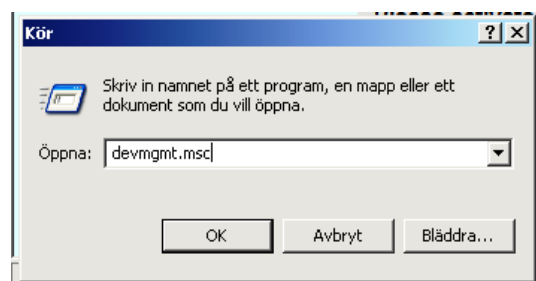 Kör
Skriv in namnet på ett program, en mapp eller ett
dokument som du vill öppna.
Öppna: devmgmt.msc
OK Avbryt Bläddra...